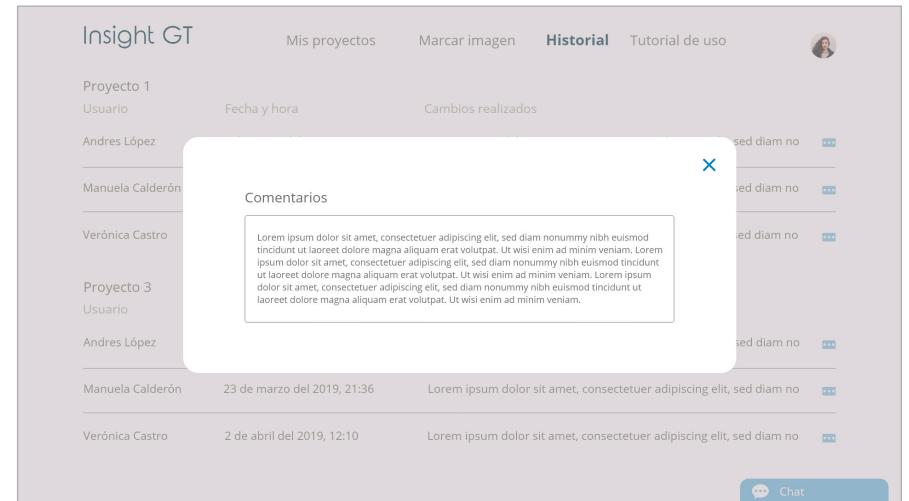 Insight GT
Mis proyectos Marcar imagen Historial Tutorial de uso
Proyecto 1
Usuario Fecha y hora Cambios realizados
Andres López sed diam no
Manuela Calderón sed diam no
Verónica Castro sed diam no
Comentarios
Lorem ipsum dolor sit amet, consectetuer adipiscing elit, sed diam nonummy nibh euismod
tincidunt ut laoreet dolore magna aliquam erat volutpat. Ut wisi enim ad minim veniam. Lorem
ipsum dolor sit amet, consectetuer adipiscing elit, sed diam nonummy nibh euismod tincidunt
ut laoreet dolore magna aliquam erat volutpat. Ut wisi enim ad minim veniam. Lorem ipsum
dolor sit amet, consectetuer adipiscing elit, sed diam nonummy nibh euismod tincidunt ut
laoreet dolore magna aliquam erat volutpat. Ut wisi enim ad minim veniam.
Proyecto 3
Usuario
Andres López sed diam no
Manuela Calderón 23 de marzo del 2019, 21:36 Lorem ipsum dolor sit amet, consectetuer adipiscing elit, sed diam no
Verónica Castro 2 de abril del 2019, 12:10 Lorem ipsum dolor sit amet, consectetuer adipiscing elit, sed diam no
Chat